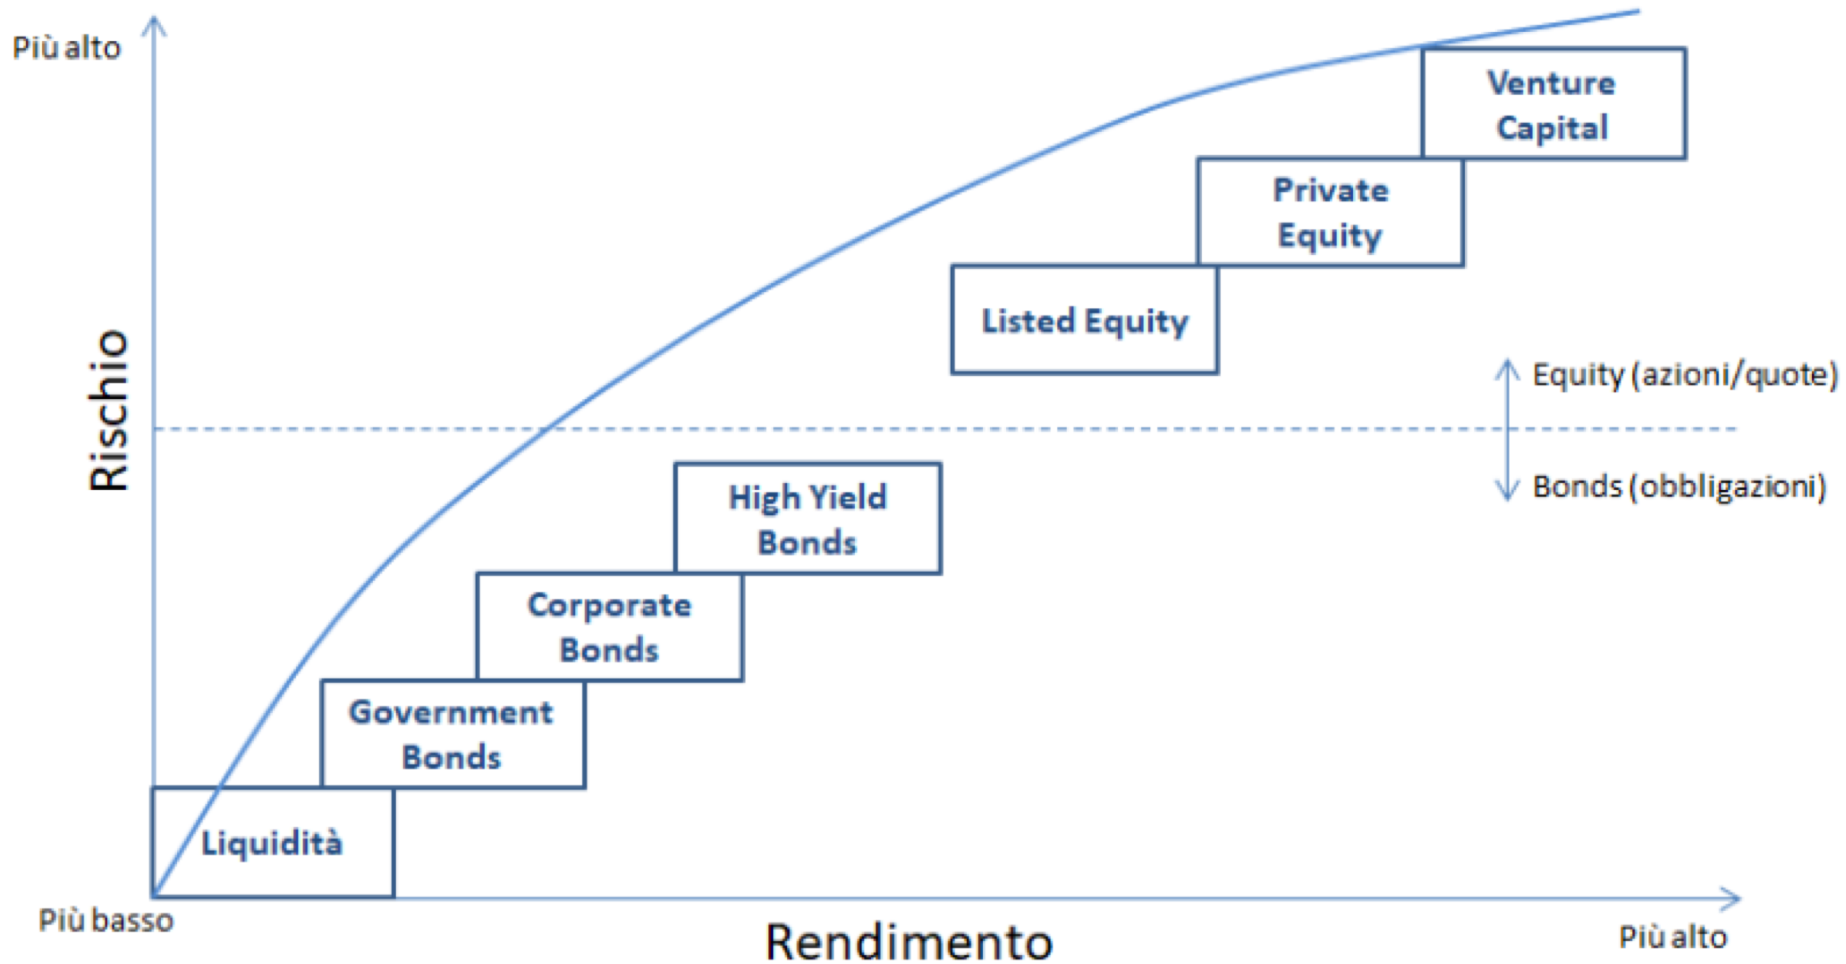 Più alto
Venture
Capital
Private
Equity
Listed Equity
Equity (azioni/quote)
Rischio
Bonds (obbligazioni)
High Yield
Bonds
Corporate
Bonds
Government
Bonds
Liquidità
Più basso
Rendimento
Più alto